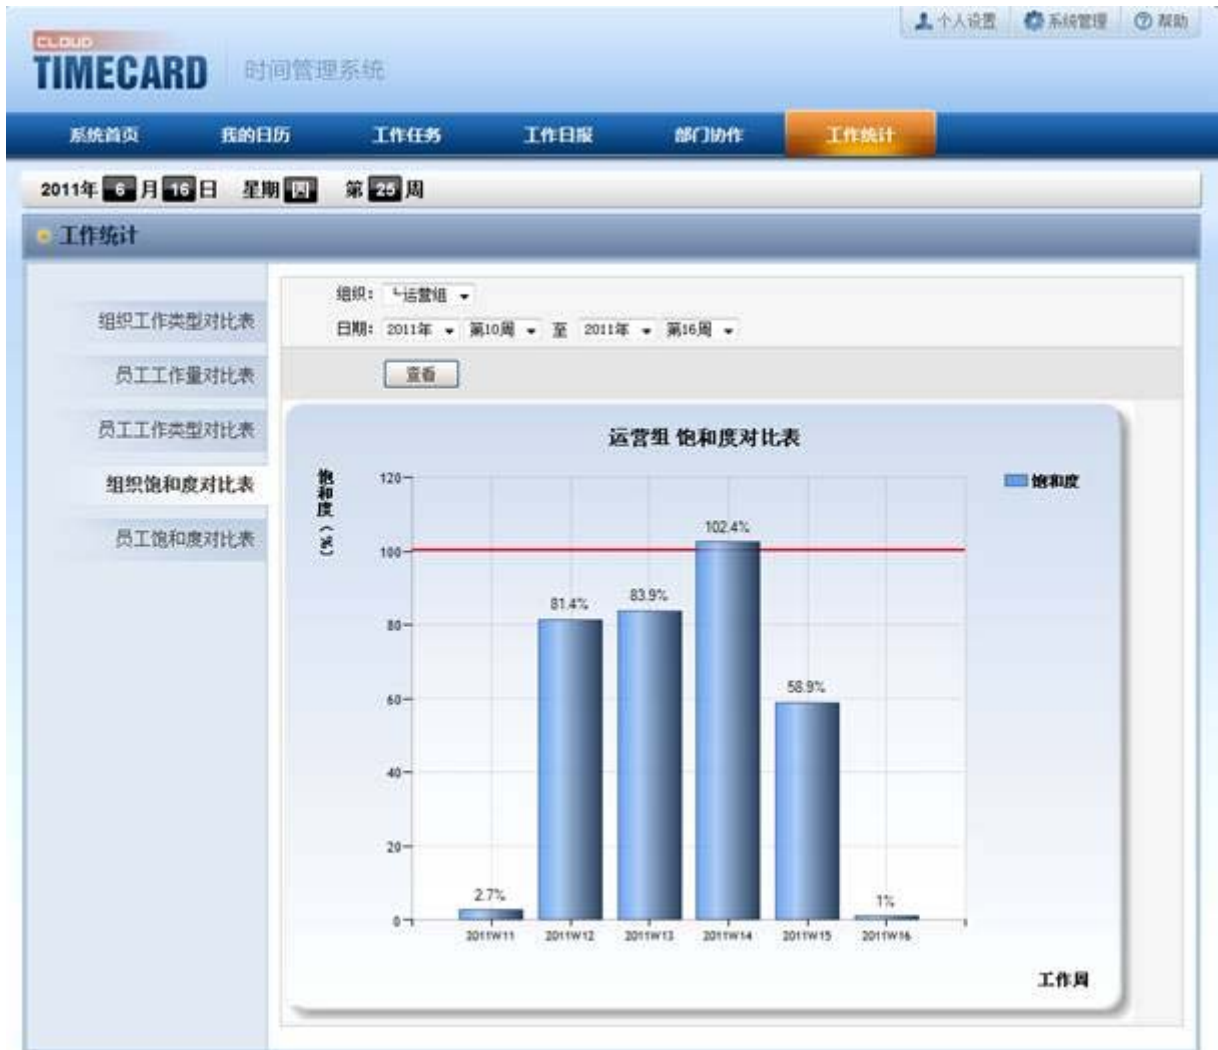 个人设置 系统管理 帮助
CLOUD
TIMECARD 时间管理系统
系统首页 我的日历 工作任务 工作日报 部门协作 工作统计
2011年 6 月 16 日 星期 四 第 25 周
工作统计
组织: 运营组
日期: 2011年 第10周 至 2011年 第16周
查看
组织工作类型对比表
员工工作量对比表
员工工作类型对比表
组织饱和度对比表
员工饱和度对比表
运营组 饱和度对比表
饱和度(%)
饱和度
120
100
80
60
40
20
0
2.7%
81.4%
83.9%
102.4%
58.9%
1%
2011W11 2011W12 2011W13 2011W14 2011W15 2011W16
工作周